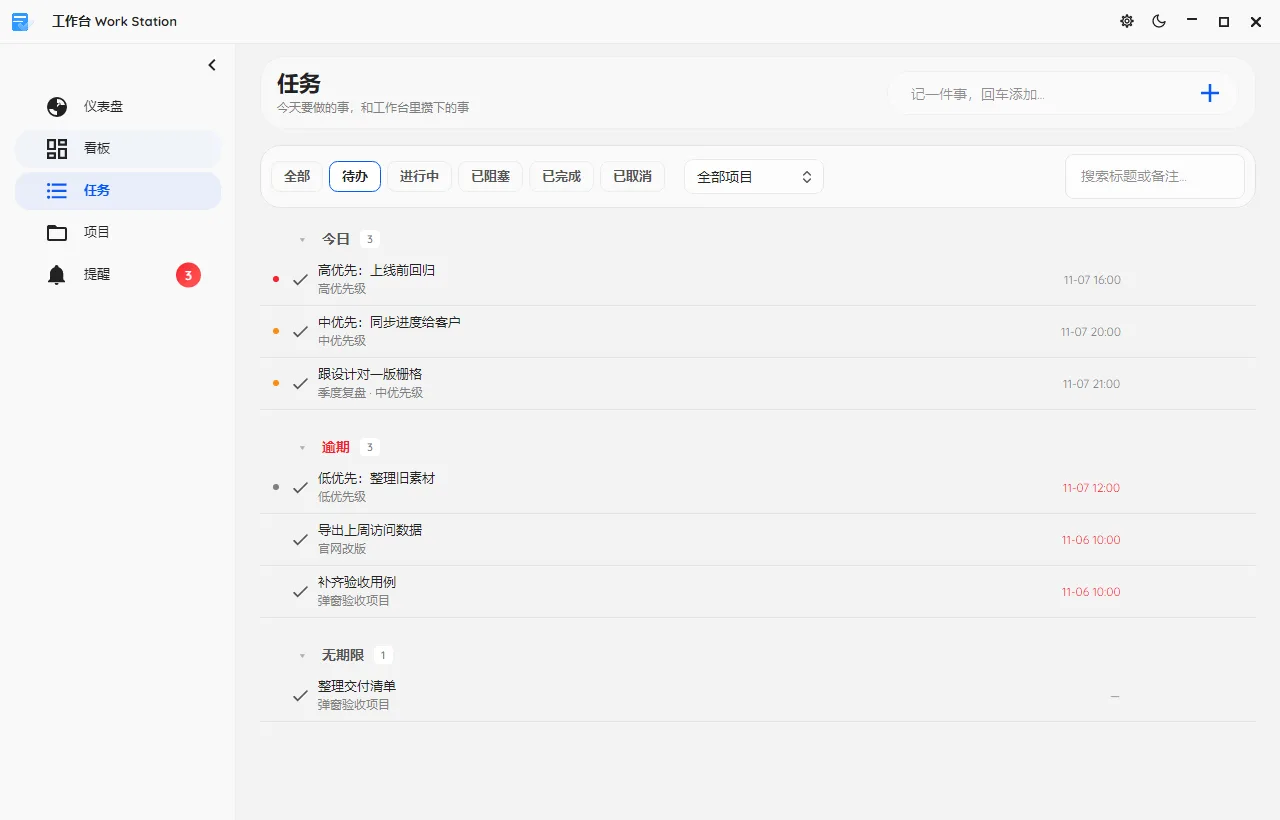 工作台 Work Station
仪表盘
看板
任务
项目
提醒
3
任务
今天要做的事，和工作台里攒下的事
记一件事，回车添加...
全部
待办
进行中
已阻塞
已完成
已取消
全部项目
搜索标题或备注...
今日 3
高优先：上线前回归
高优先级
11-07 16:00
中优先：同步进度给客户
中优先级
11-07 20:00
跟设计对一版栅格
季度复盘 · 中优先级
11-07 21:00
逾期 3
低优先：整理旧素材
低优先级
11-07 12:00
导出上周访问数据
官网改版
11-06 10:00
补齐验收用例
弹窗验收项目
11-06 10:00
无期限 1
整理交付清单
弹窗验收项目
—